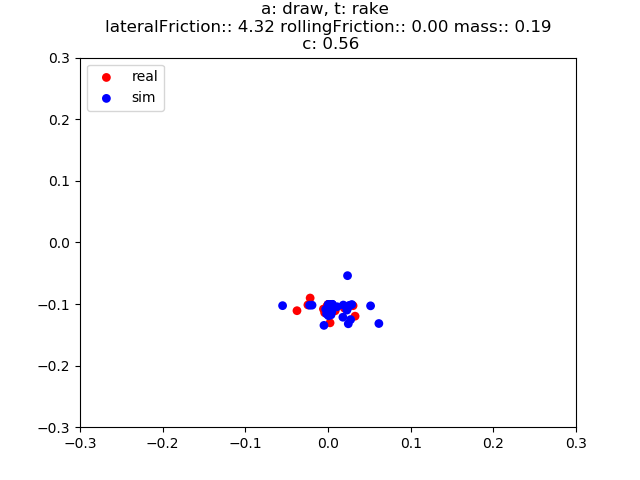 a: draw, t: rake
lateralFriction:: 4.32 rollingFriction:: 0.00 mass:: 0.19
c: 0.56
real
sim
0.3
0.2
0.1
0.0
−0.1
−0.2
−0.3
−0.3
−0.2
−0.1
0.0
0.1
0.2
0.3